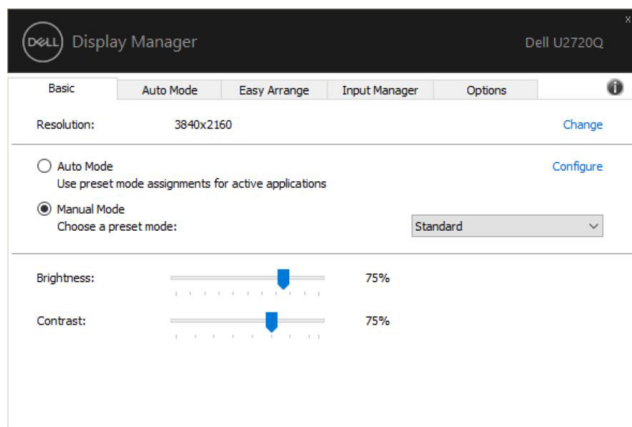 DELL Display Manager Dell U2720Q
x
Basic Auto Mode Easy Arrange Input Manager Options i
Resolution: 3840x2160 Change
Auto Mode Configure
Use preset mode assignments for active applications
Manual Mode
Choose a preset mode: Standard
Brightness: 75%
Contrast: 75%